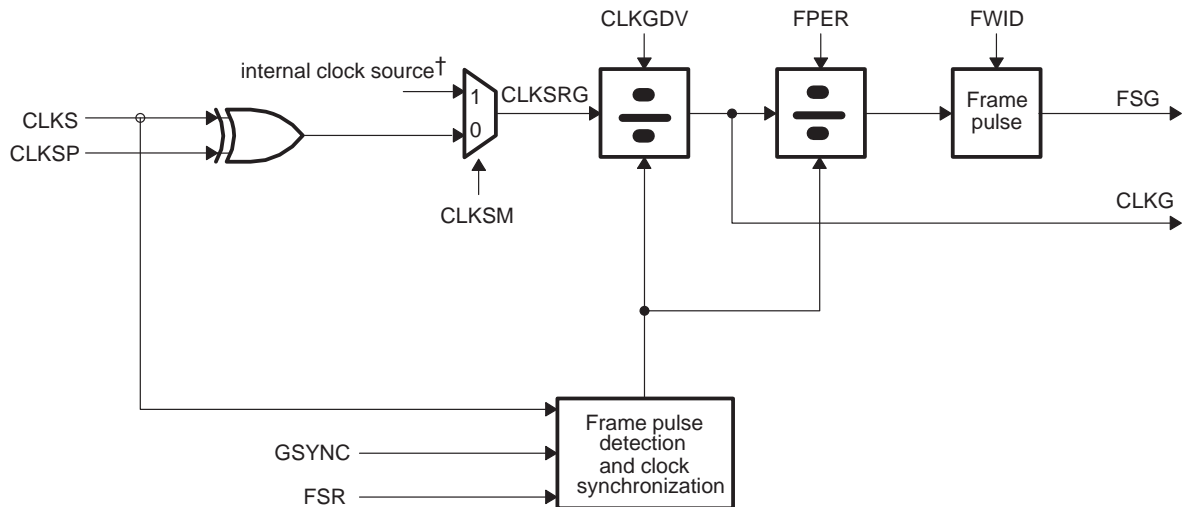 CLKGDV
FPER
FWID
internal clock source†
CLKS
CLKSP
1
0
CLKSRG
CLKSM
Frame
pulse
FSG
CLKG
Frame pulse
detection
and clock
synchronization
GSYNC
FSR